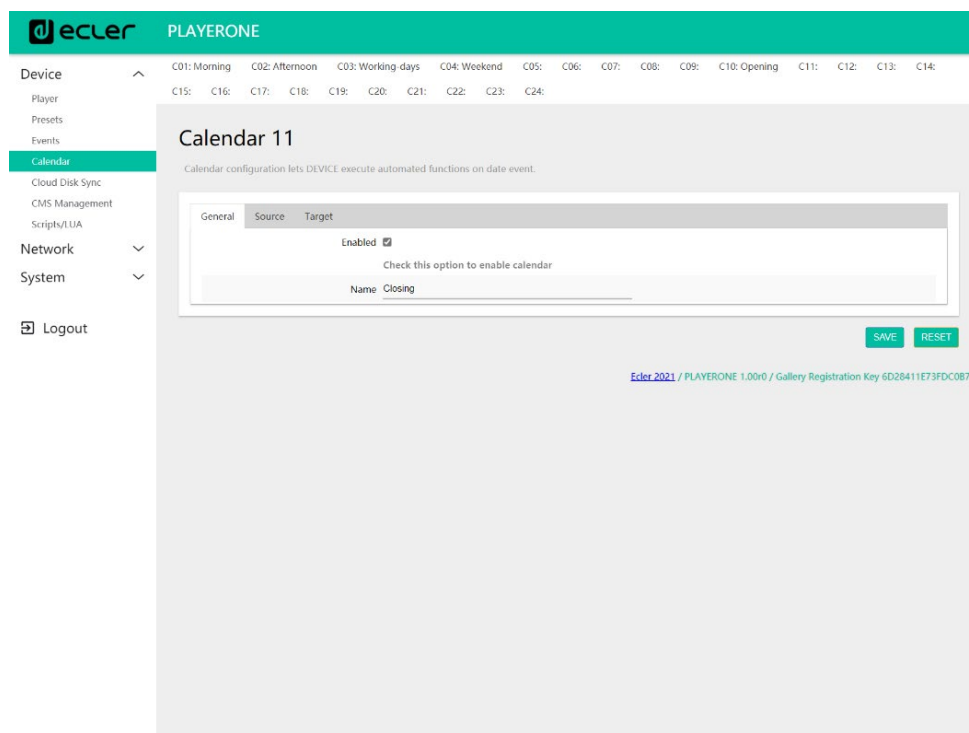 ecler
PLAYERONE
Device
Player
Presets
Events
Calendar
Cloud Disk Sync
CMS Management
Scripts/LUA
Network
System
Logout
C01: Morning C02: Afternoon C03: Working-days C04: Weekend C05: C06: C07: C08: C09: C10: Opening C11: C12: C13: C14:
C15: C16: C17: C18: C19: C20: C21: C22: C23: C24:
Calendar 11
Calendar configuration lets DEVICE execute automated functions on date event.
General Source Target
Enabled
Check this option to enable calendar
Name Closing
SAVE RESET
Ecler 2021 / PLAYERONE 1.00r0 / Gallery Registration Key 6D28411E73FDC0B7